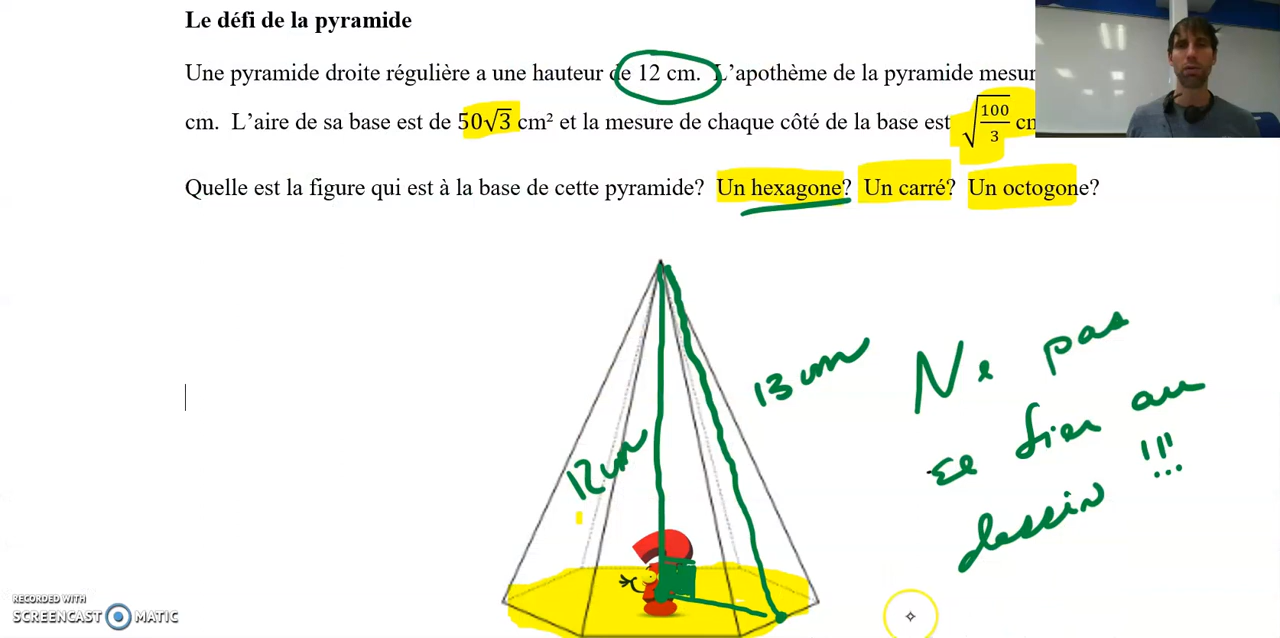 Le défi de la pyramide
Une pyramide droite régulière a une hauteur de 12 cm. L'apothème de la pyramide mesur
cm. L'aire de sa base est de 50√3 cm² et la mesure de chaque côté de la base est √(100/3) cm
Quelle est la figure qui est à la base de cette pyramide? Un hexagone? Un carré? Un octogone?
13 cm
12 cm
Ne pas
se fier au
dessin !!!
RECORDED WITH
SCREENCAST MATIC